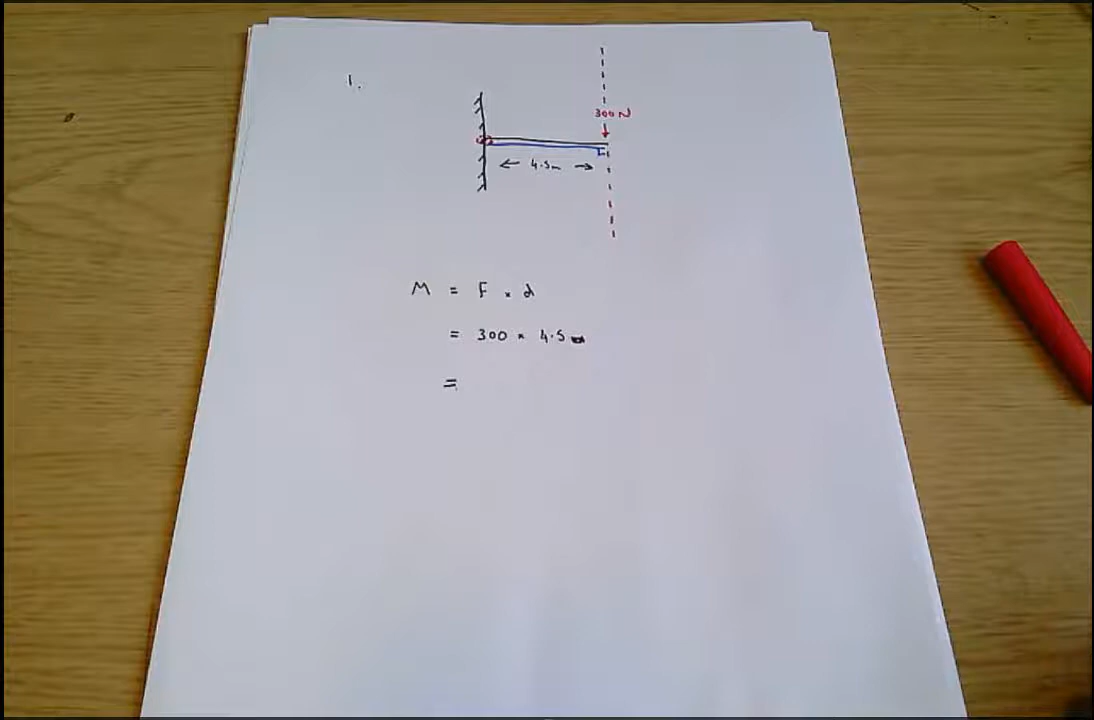 1.
300 N
← 4.5m →
M = F × d
= 300 × 4.5
=